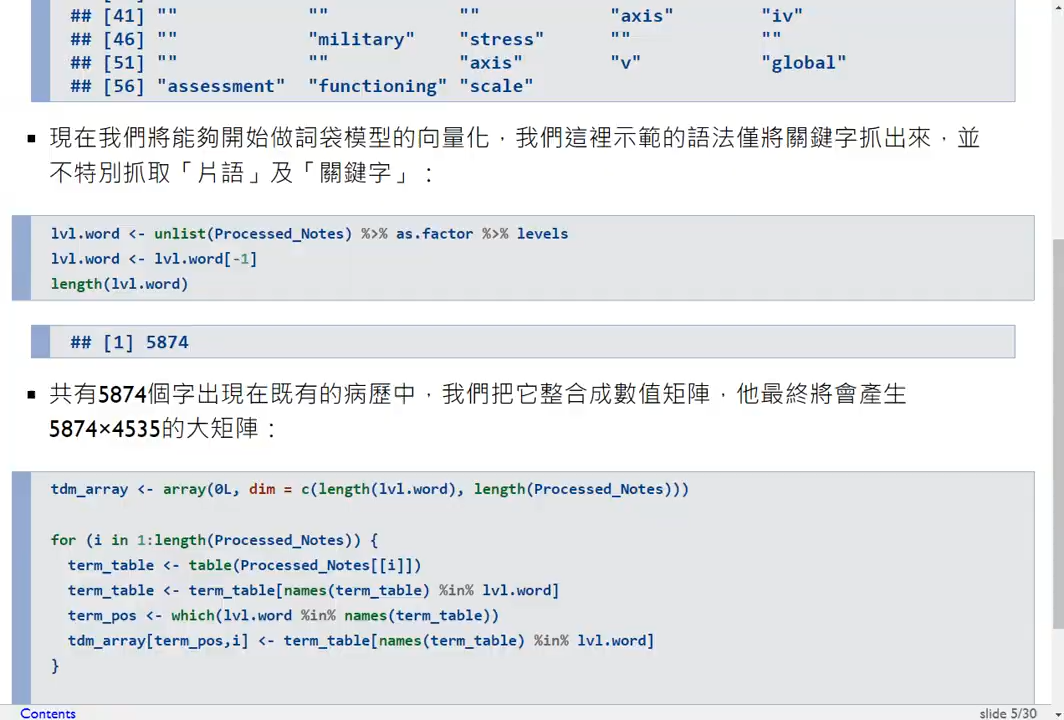 ## [41] "" "" "" "axis" "iv"
## [46] "" "military" "stress" "" ""
## [51] "" "" "axis" "v" "global"
## [56] "assessment" "functioning" "scale"
現在我們將能夠開始做詞袋模型的向量化，我們這裡示範的語法僅將關鍵字抓出來，並
不特別抓取「片語」及「關鍵字」：
lvl.word <- unlist(Processed_Notes) %>% as.factor %>% levels
lvl.word <- lvl.word[-1]
length(lvl.word)
## [1] 5874
共有5874個字出現在既有的病歷中，我們把它整合成數值矩陣，他最終將會產生
5874×4535的大矩陣：
tdm_array <- array(0L, dim = c(length(lvl.word), length(Processed_Notes)))
for (i in 1:length(Processed_Notes)) {
term_table <- table(Processed_Notes[[i]])
term_table <- term_table[names(term_table) %in% lvl.word]
term_pos <- which(lvl.word %in% names(term_table))
tdm_array[term_pos,i] <- term_table[names(term_table) %in% lvl.word]
}
Contents
slide 5/30